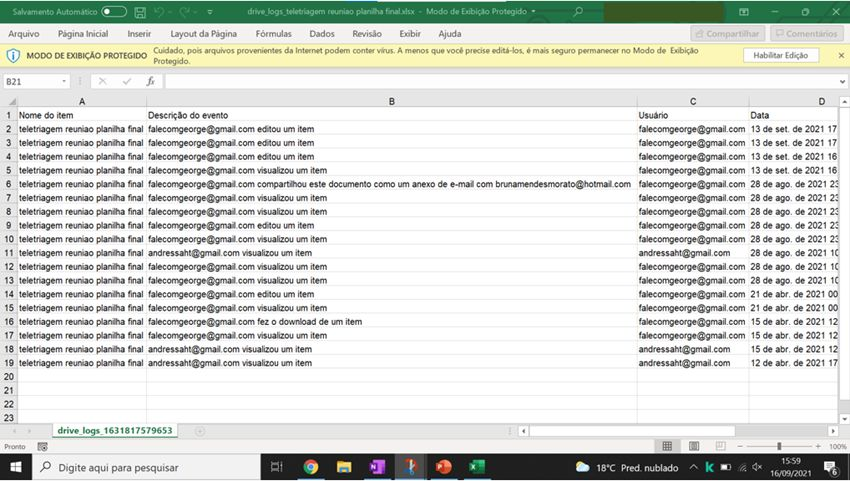 Salvamento Automático
drive_logs_teletriagem reuniao planilha final.xlsx - Modo de Exibição Protegido
Arquivo Página Inicial Inserir Layout da Página Fórmulas Dados Revisão Exibir Ajuda Compartilhar Comentários
MODO DE EXIBIÇÃO PROTEGIDO Cuidado, pois arquivos provenientes da Internet podem conter vírus. A menos que você precise editá-los, é mais seguro permanecer no Modo de Exibição
Protegido.
Habilitar Edição
B21 fx
A B C D
1 Nome do item Descrição do evento Usuário Data
2 teletriagem reuniao planilha final falecomgeorge@gmail.com editou um item falecomgeorge@gmail.com 13 de set. de 2021 17
3 teletriagem reuniao planilha final falecomgeorge@gmail.com editou um item falecomgeorge@gmail.com 13 de set. de 2021 17
4 teletriagem reuniao planilha final falecomgeorge@gmail.com editou um item falecomgeorge@gmail.com 13 de set. de 2021 16
5 teletriagem reuniao planilha final falecomgeorge@gmail.com visualizou um item falecomgeorge@gmail.com 13 de set. de 2021 16
6 teletriagem reuniao planilha final falecomgeorge@gmail.com compartilhou este documento como um anexo de e-mail com brunamendesmorato@hotmail.com falecomgeorge@gmail.com 28 de ago. de 2021 23
7 teletriagem reuniao planilha final falecomgeorge@gmail.com visualizou um item falecomgeorge@gmail.com 28 de ago. de 2021 23
8 teletriagem reuniao planilha final falecomgeorge@gmail.com visualizou um item falecomgeorge@gmail.com 28 de ago. de 2021 23
9 teletriagem reuniao planilha final falecomgeorge@gmail.com editou um item falecomgeorge@gmail.com 28 de ago. de 2021 23
10 teletriagem reuniao planilha final falecomgeorge@gmail.com visualizou um item falecomgeorge@gmail.com 28 de ago. de 2021 23
11 teletriagem reuniao planilha final andressaht@gmail.com visualizou um item andressaht@gmail.com 28 de ago. de 2021 10
12 teletriagem reuniao planilha final falecomgeorge@gmail.com visualizou um item falecomgeorge@gmail.com 28 de ago. de 2021 10
13 teletriagem reuniao planilha final falecomgeorge@gmail.com visualizou um item falecomgeorge@gmail.com 28 de ago. de 2021 10
14 teletriagem reuniao planilha final falecomgeorge@gmail.com editou um item falecomgeorge@gmail.com 21 de abr. de 2021 00
15 teletriagem reuniao planilha final falecomgeorge@gmail.com visualizou um item falecomgeorge@gmail.com 21 de abr. de 2021 00
16 teletriagem reuniao planilha final falecomgeorge@gmail.com fez o download de um item falecomgeorge@gmail.com 15 de abr. de 2021 12
17 teletriagem reuniao planilha final falecomgeorge@gmail.com visualizou um item falecomgeorge@gmail.com 15 de abr. de 2021 12
18 teletriagem reuniao planilha final andressaht@gmail.com visualizou um item andressaht@gmail.com 15 de abr. de 2021 12
19 teletriagem reuniao planilha final andressaht@gmail.com visualizou um item andressaht@gmail.com 12 de abr. de 2021 17
20
21
22
23
drive_logs_1631817579653
Pronto 100%
Digite aqui para pesquisar 18°C Pred. nublado 15:59
16/09/2021 6